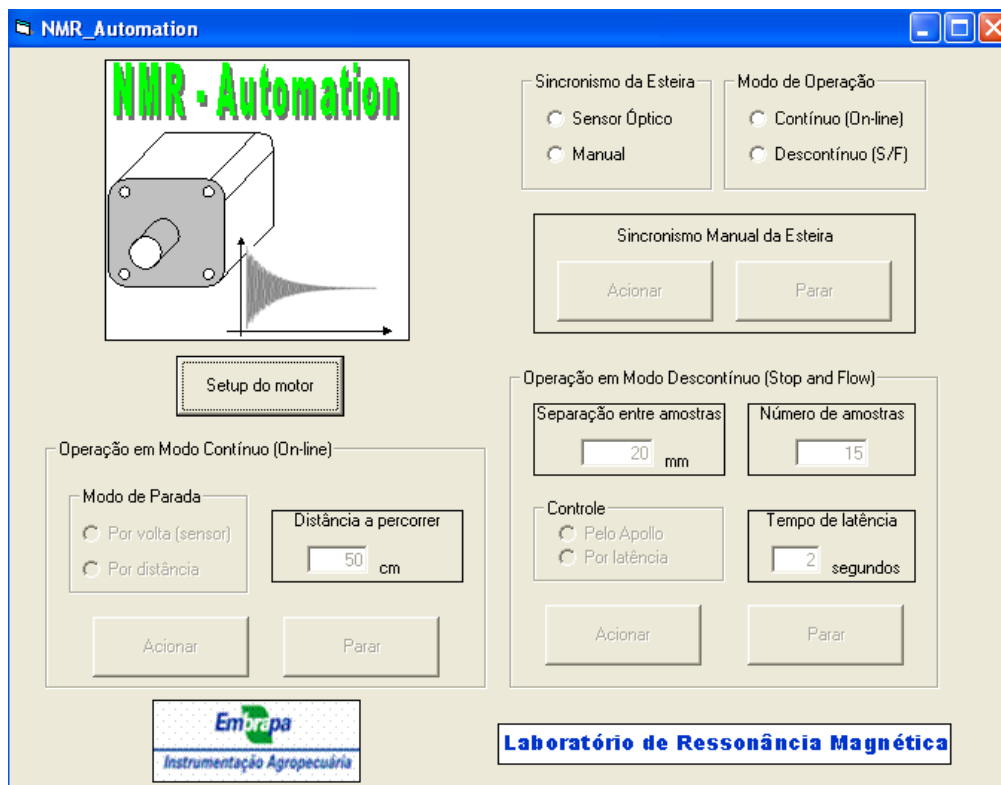 NMR_Automation
NMR - Automation
Sincronismo da Esteira
Sensor Óptico
Manual
Modo de Operação
Contínuo (On-line)
Descontínuo (S/F)
Sincronismo Manual da Esteira
Acionar
Parar
Setup do motor
Operação em Modo Contínuo (On-line)
Modo de Parada
Por volta (sensor)
Por distância
Distância a percorrer
50 cm
Acionar
Parar
Operação em Modo Descontínuo (Stop and Flow)
Separação entre amostras
20 mm
Número de amostras
15
Controle
Pelo Apollo
Por latência
Tempo de latência
2 segundos
Acionar
Parar
Embrapa
Instrumentação Agropecuária
Laboratório de Ressonância Magnética